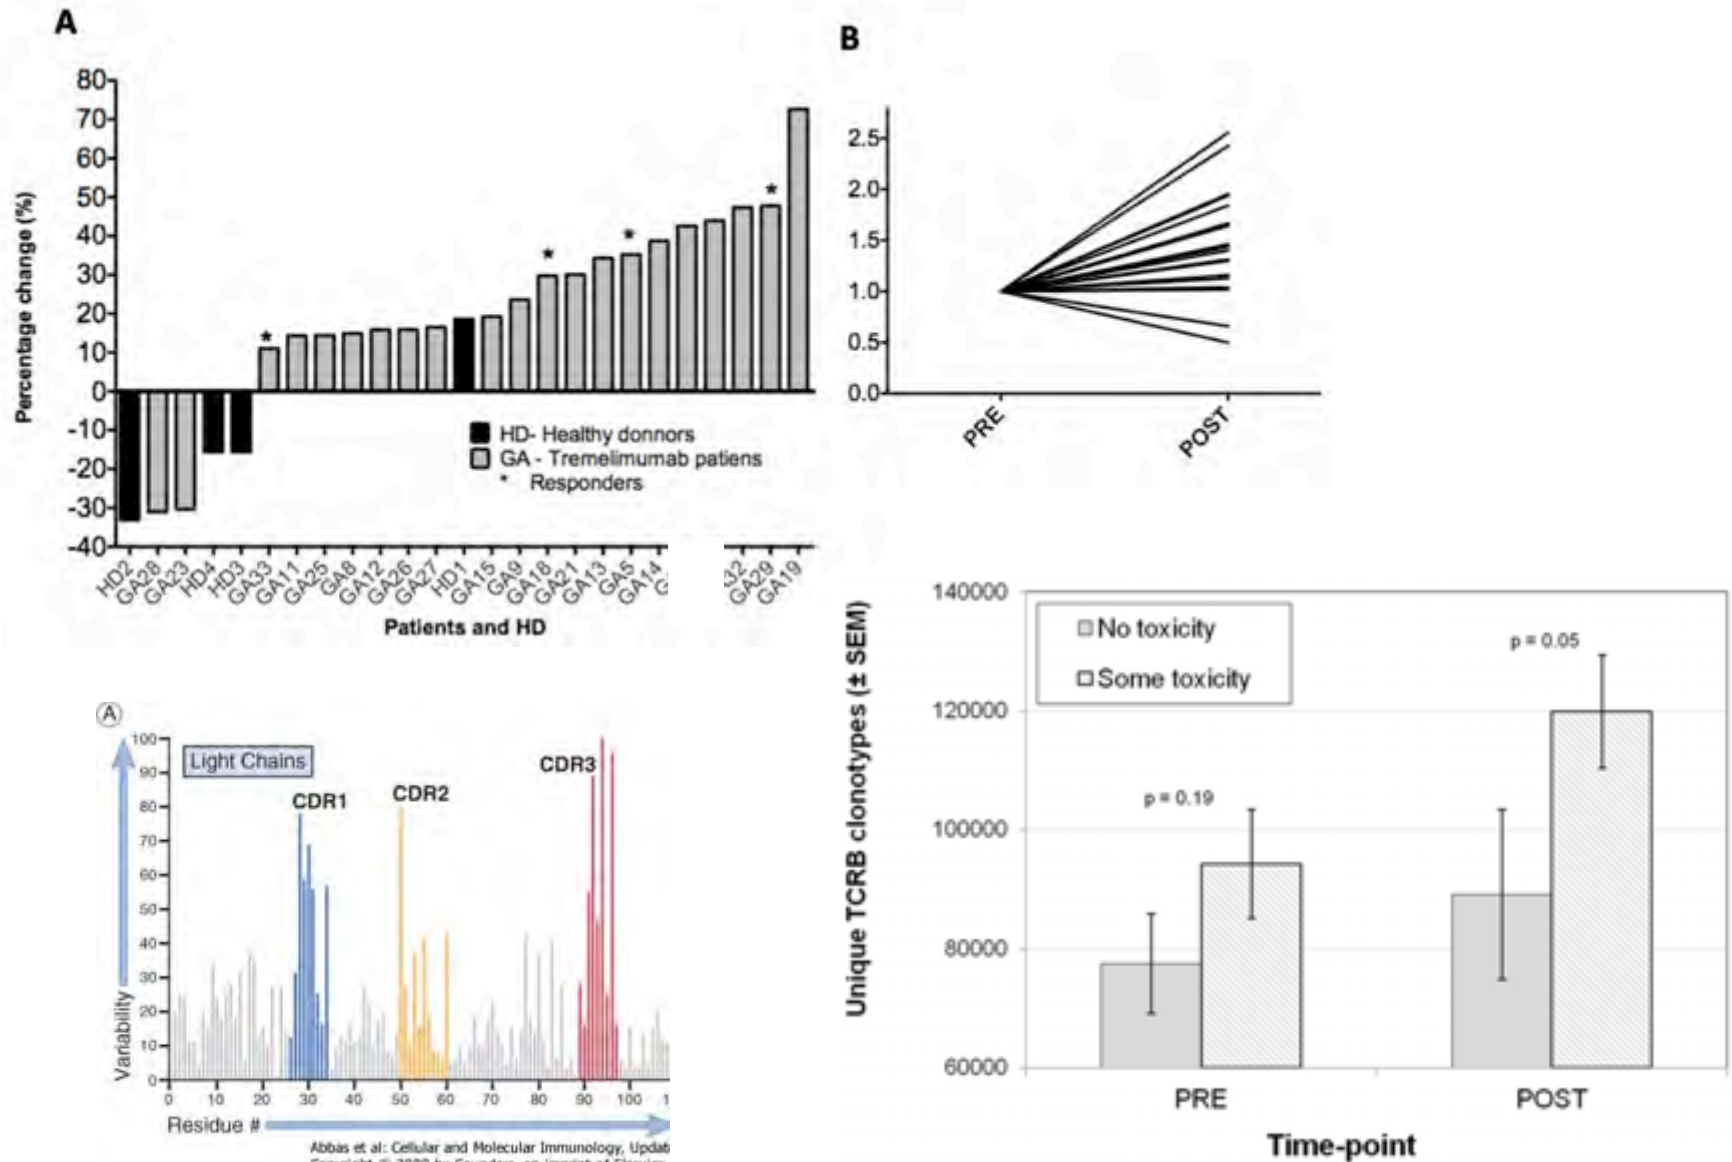 A
80
70
60
50
40
30
20
10
0
-10
-20
-30
-40
Percentage change (%)
*
*
*
*
HD- Healthy donnors
GA - Tremelimumab patiens
* Responders
HD2
GA28
GA23
HD4
HD3
GA33
GA11
GA25
GA8
GA12
GA26
GA27
HD1
GA15
GA9
GA18
GA21
GA13
GA5
GA14
32
GA29
GA19
Patients and HD
B
2.5
2.0
1.5
1.0
0.5
0.0
PRE
POST
A
Light Chains
CDR1
CDR2
CDR3
100
90
80
70
60
50
40
30
20
10
0
Variability
0 10 20 30 40 50 60 70 80 90 100
Residue #
Abbas et al: Cellular and Molecular Immunology,
140000
120000
100000
80000
60000
Unique TCRB clonotypes (± SEM)
No toxicity
Some toxicity
p = 0.19
p = 0.05
PRE
POST
Time-point